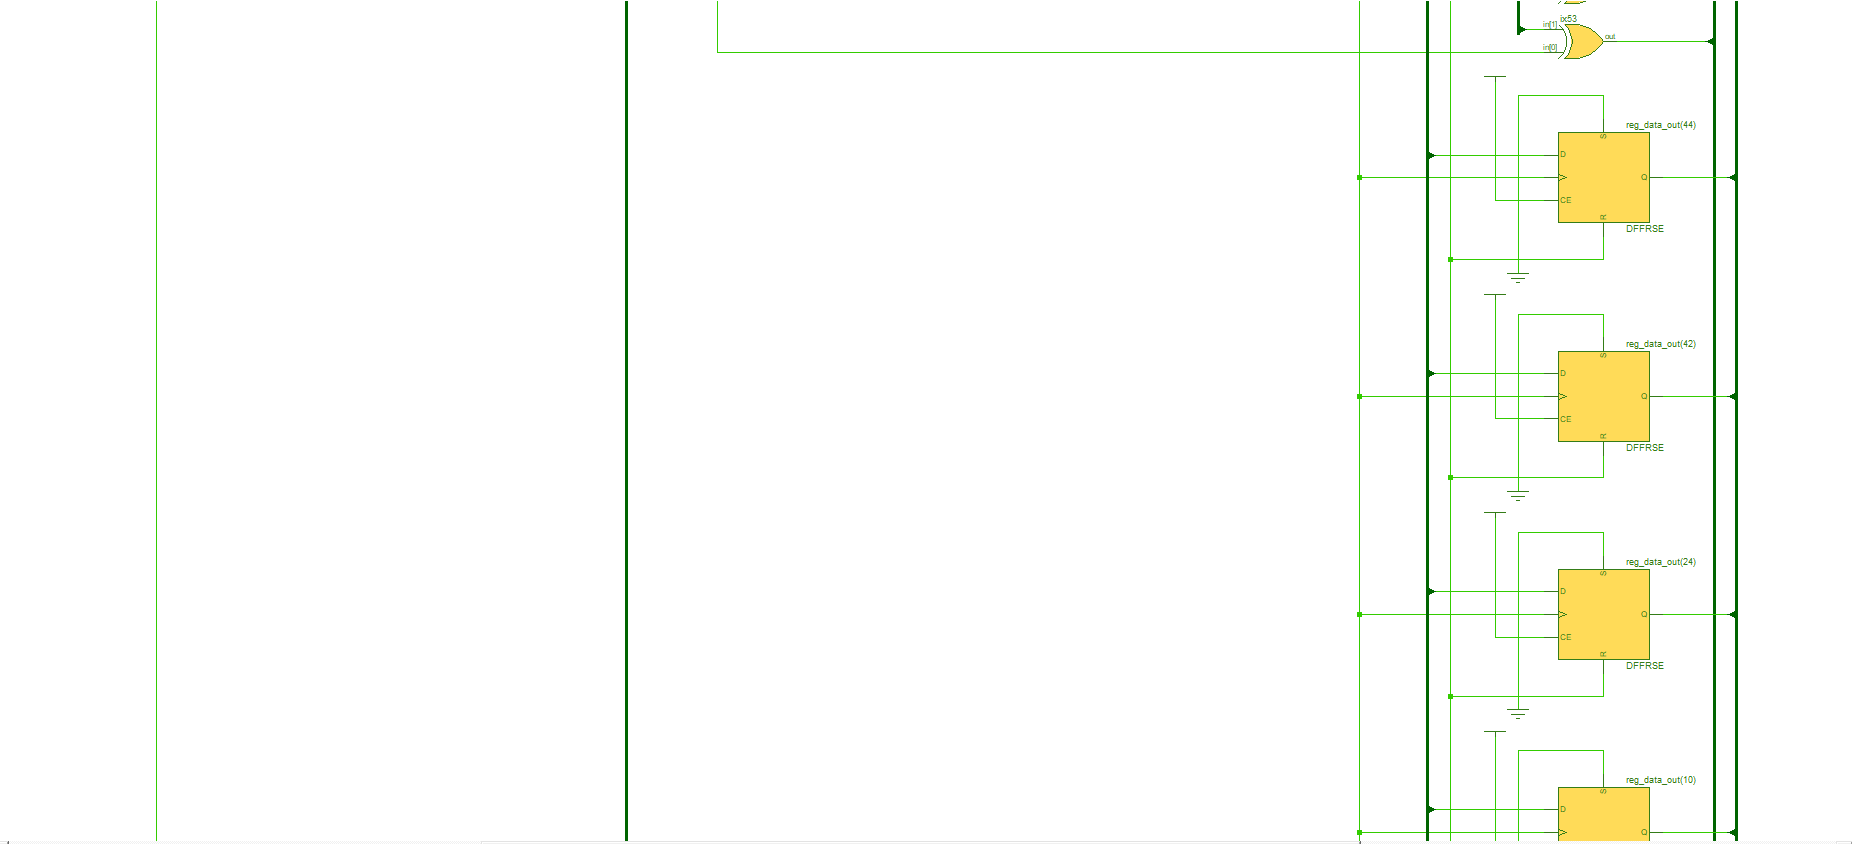 ix53
in[1]
out
in[0]
reg_data_out(44)
S
D
Q
CE
R
DFFRSE
reg_data_out(42)
S
D
Q
CE
R
DFFRSE
reg_data_out(24)
S
D
Q
CE
R
DFFRSE
reg_data_out(10)
S
D
Q